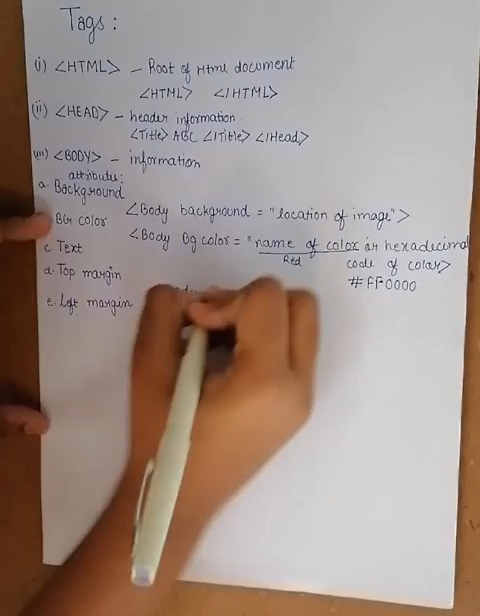 Tags:
(i) <HTML> - Root of Html document
<HTML> </HTML>
(ii) <HEAD> - header information.
<Title> ABC </Title> </Head>
(iii) <BODY> - information
attributes:
a. Background
<Body background = "location of image">
BGr color
<Body Bg color = "name of color or hexadecimal
Red
code of color>
c. Text
d. Top margin
#FF0000
e. Left margin